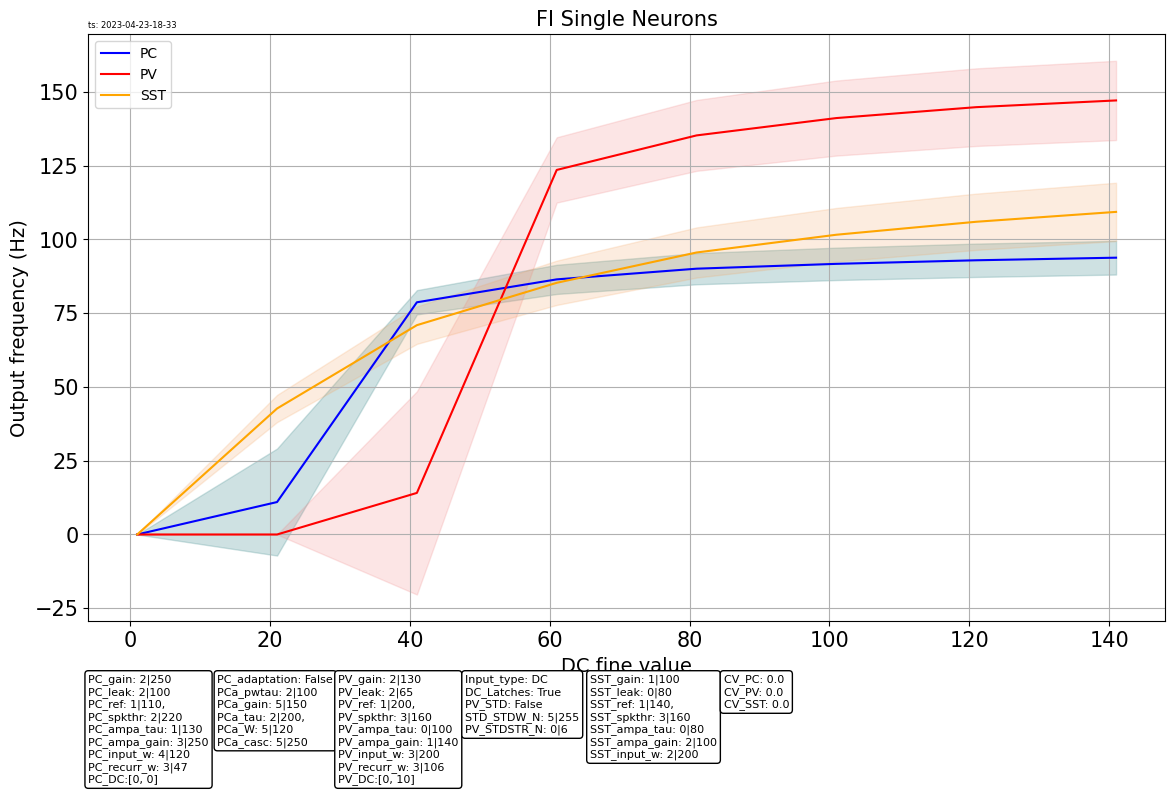 ts: 2023-04-23-18-33
FI Single Neurons
PC
PV
SST
Output frequency (Hz)
150
125
100
75
50
25
0
−25
0 20 40 60 80 100 120 140
DC fine value
PC_gain: 2|250
PC_leak: 2|100
PC_ref: 1|110,
PC_spkthr: 2|220
PC_ampa_tau: 1|130
PC_ampa_gain: 3|250
PC_input_w: 4|120
PC_recurr_w: 3|47
PC_DC:[0, 0]
PC_adaptation: False
PCa_pwtau: 2|100
PCa_gain: 5|150
PCa_tau: 2|200,
PCa_W: 5|120
PCa_casc: 5|250
PV_gain: 2|130
PV_leak: 2|65
PV_ref: 1|200,
PV_spkthr: 3|160
PV_ampa_tau: 0|100
PV_ampa_gain: 1|140
PV_input_w: 3|200
PV_recurr_w: 3|106
PV_DC:[0, 10]
Input_type: DC
DC_Latches: True
PV_STD: False
STD_STDW_N: 5|255
PV_STDSTR_N: 0|6
SST_gain: 1|100
SST_leak: 0|80
SST_ref: 1|140,
SST_spkthr: 3|160
SST_ampa_tau: 0|80
SST_ampa_gain: 2|100
SST_input_w: 2|200
CV_PC: 0.0
CV_PV: 0.0
CV_SST: 0.0